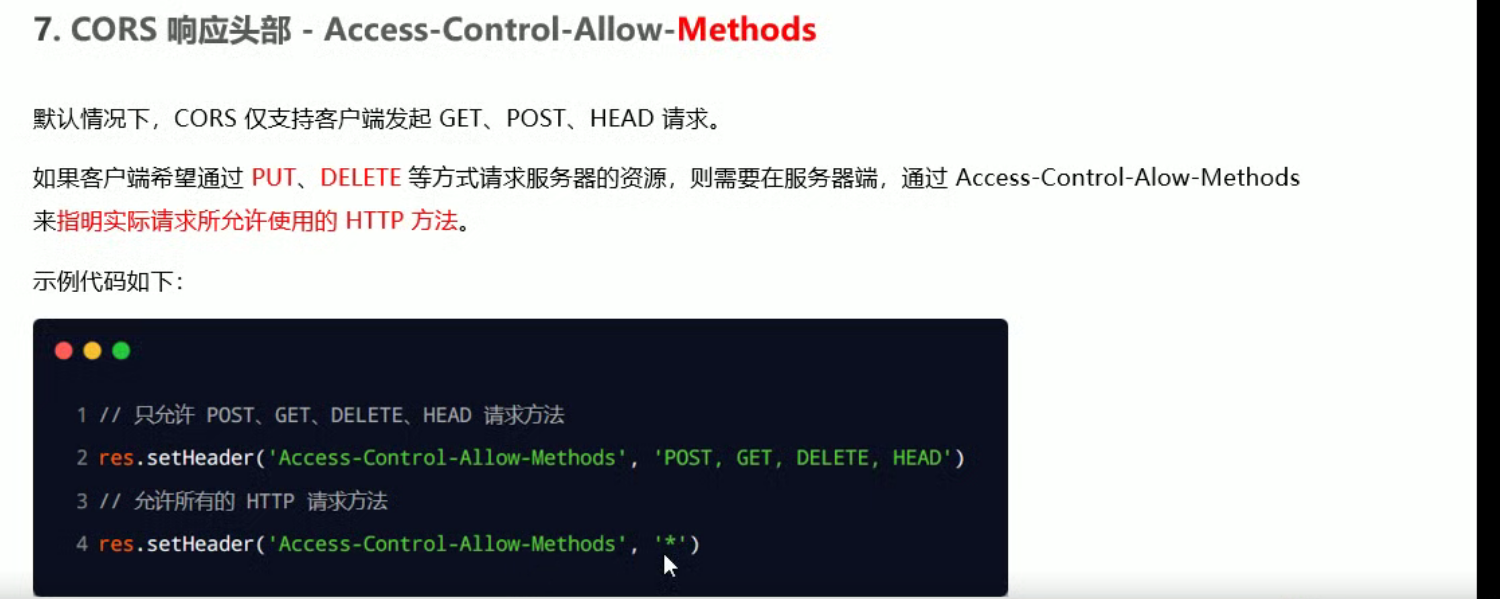 7. CORS 响应头部 - Access-Control-Allow-Methods
默认情况下，CORS 仅支持客户端发起 GET、POST、HEAD 请求。
如果客户端希望通过 PUT、DELETE 等方式请求服务器的资源，则需要在服务器端，通过 Access-Control-Alow-Methods
来指明实际请求所允许使用的 HTTP 方法。
示例代码如下：
1 // 只允许 POST、GET、DELETE、HEAD 请求方法
2 res.setHeader('Access-Control-Allow-Methods', 'POST, GET, DELETE, HEAD')
3 // 允许所有的 HTTP 请求方法
4 res.setHeader('Access-Control-Allow-Methods', '*')